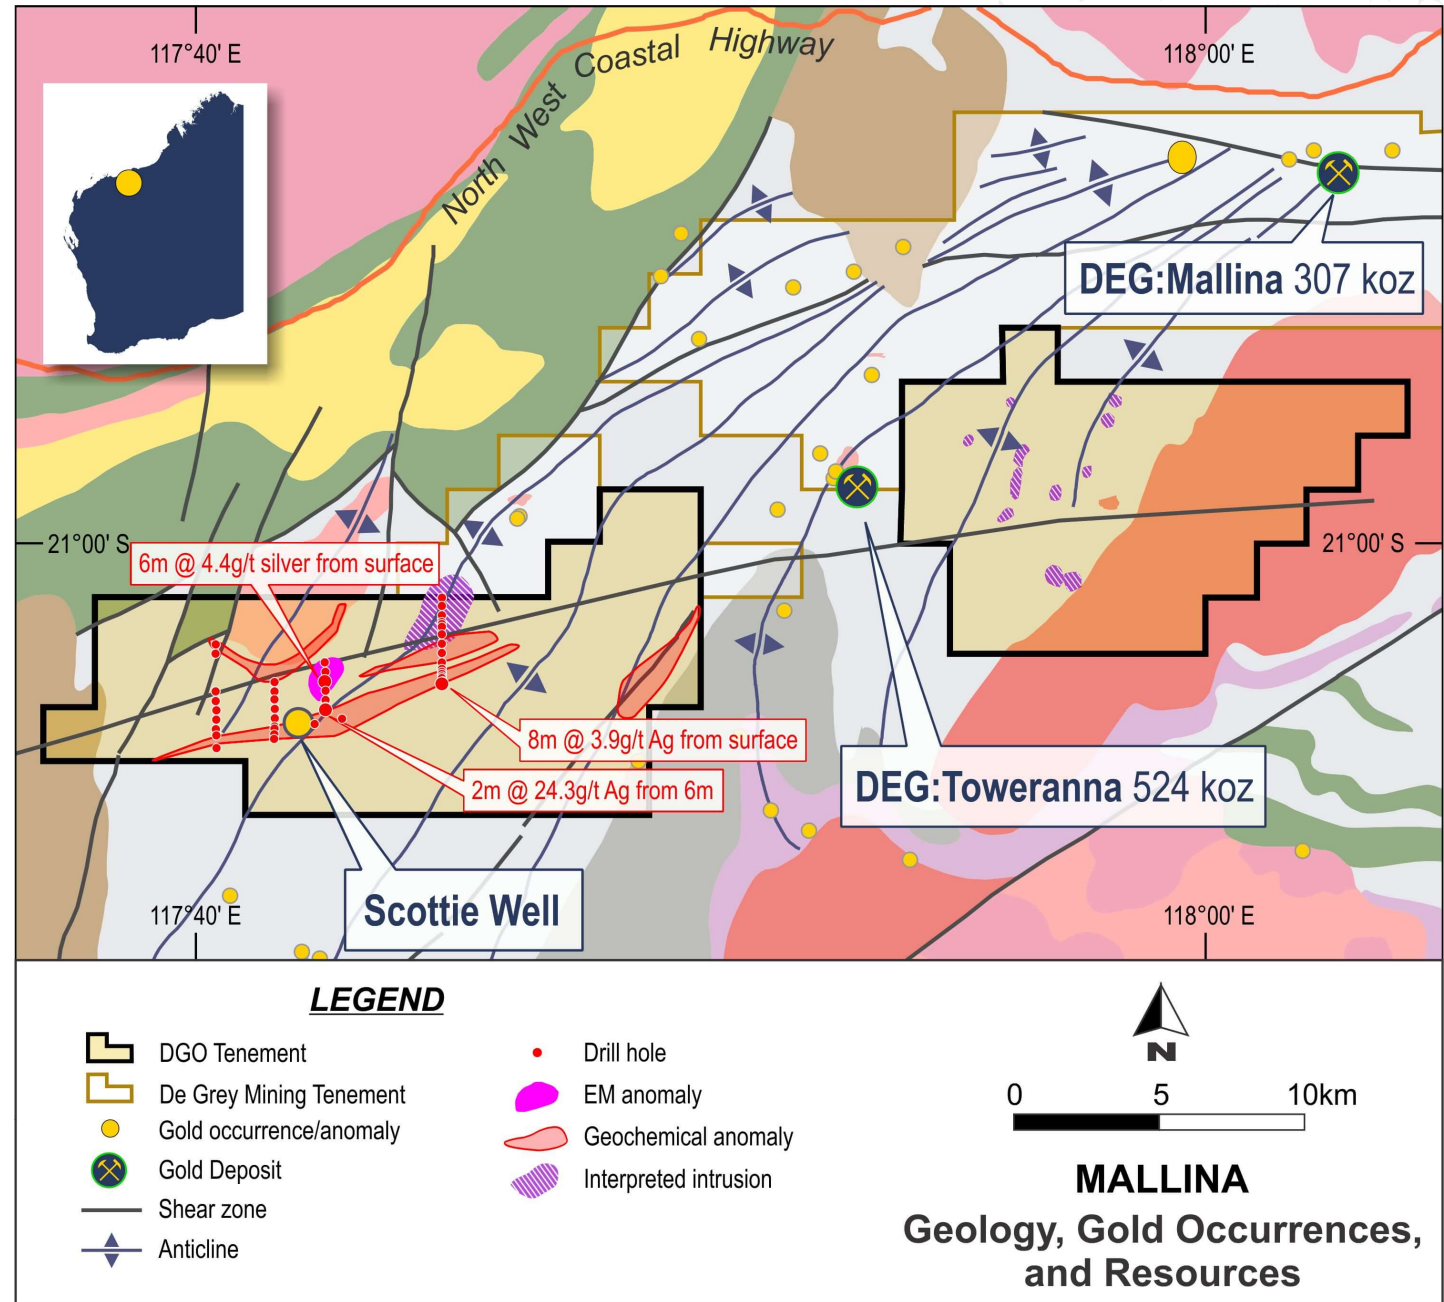 117°40' E
118°00' E
North West Coastal Highway
DEG:Mallina 307 koz
21°00' S
21°00' S
6m @ 4.4g/t silver from surface
8m @ 3.9g/t Ag from surface
2m @ 24.3g/t Ag from 6m
DEG:Toweranna 524 koz
Scottie Well
117°40' E
118°00' E
LEGEND
DGO Tenement
De Grey Mining Tenement
Gold occurrence/anomaly
Gold Deposit
Shear zone
Anticline
Drill hole
EM anomaly
Geochemical anomaly
Interpreted intrusion
N
0 5 10km
MALLINA
Geology, Gold Occurrences,
and Resources